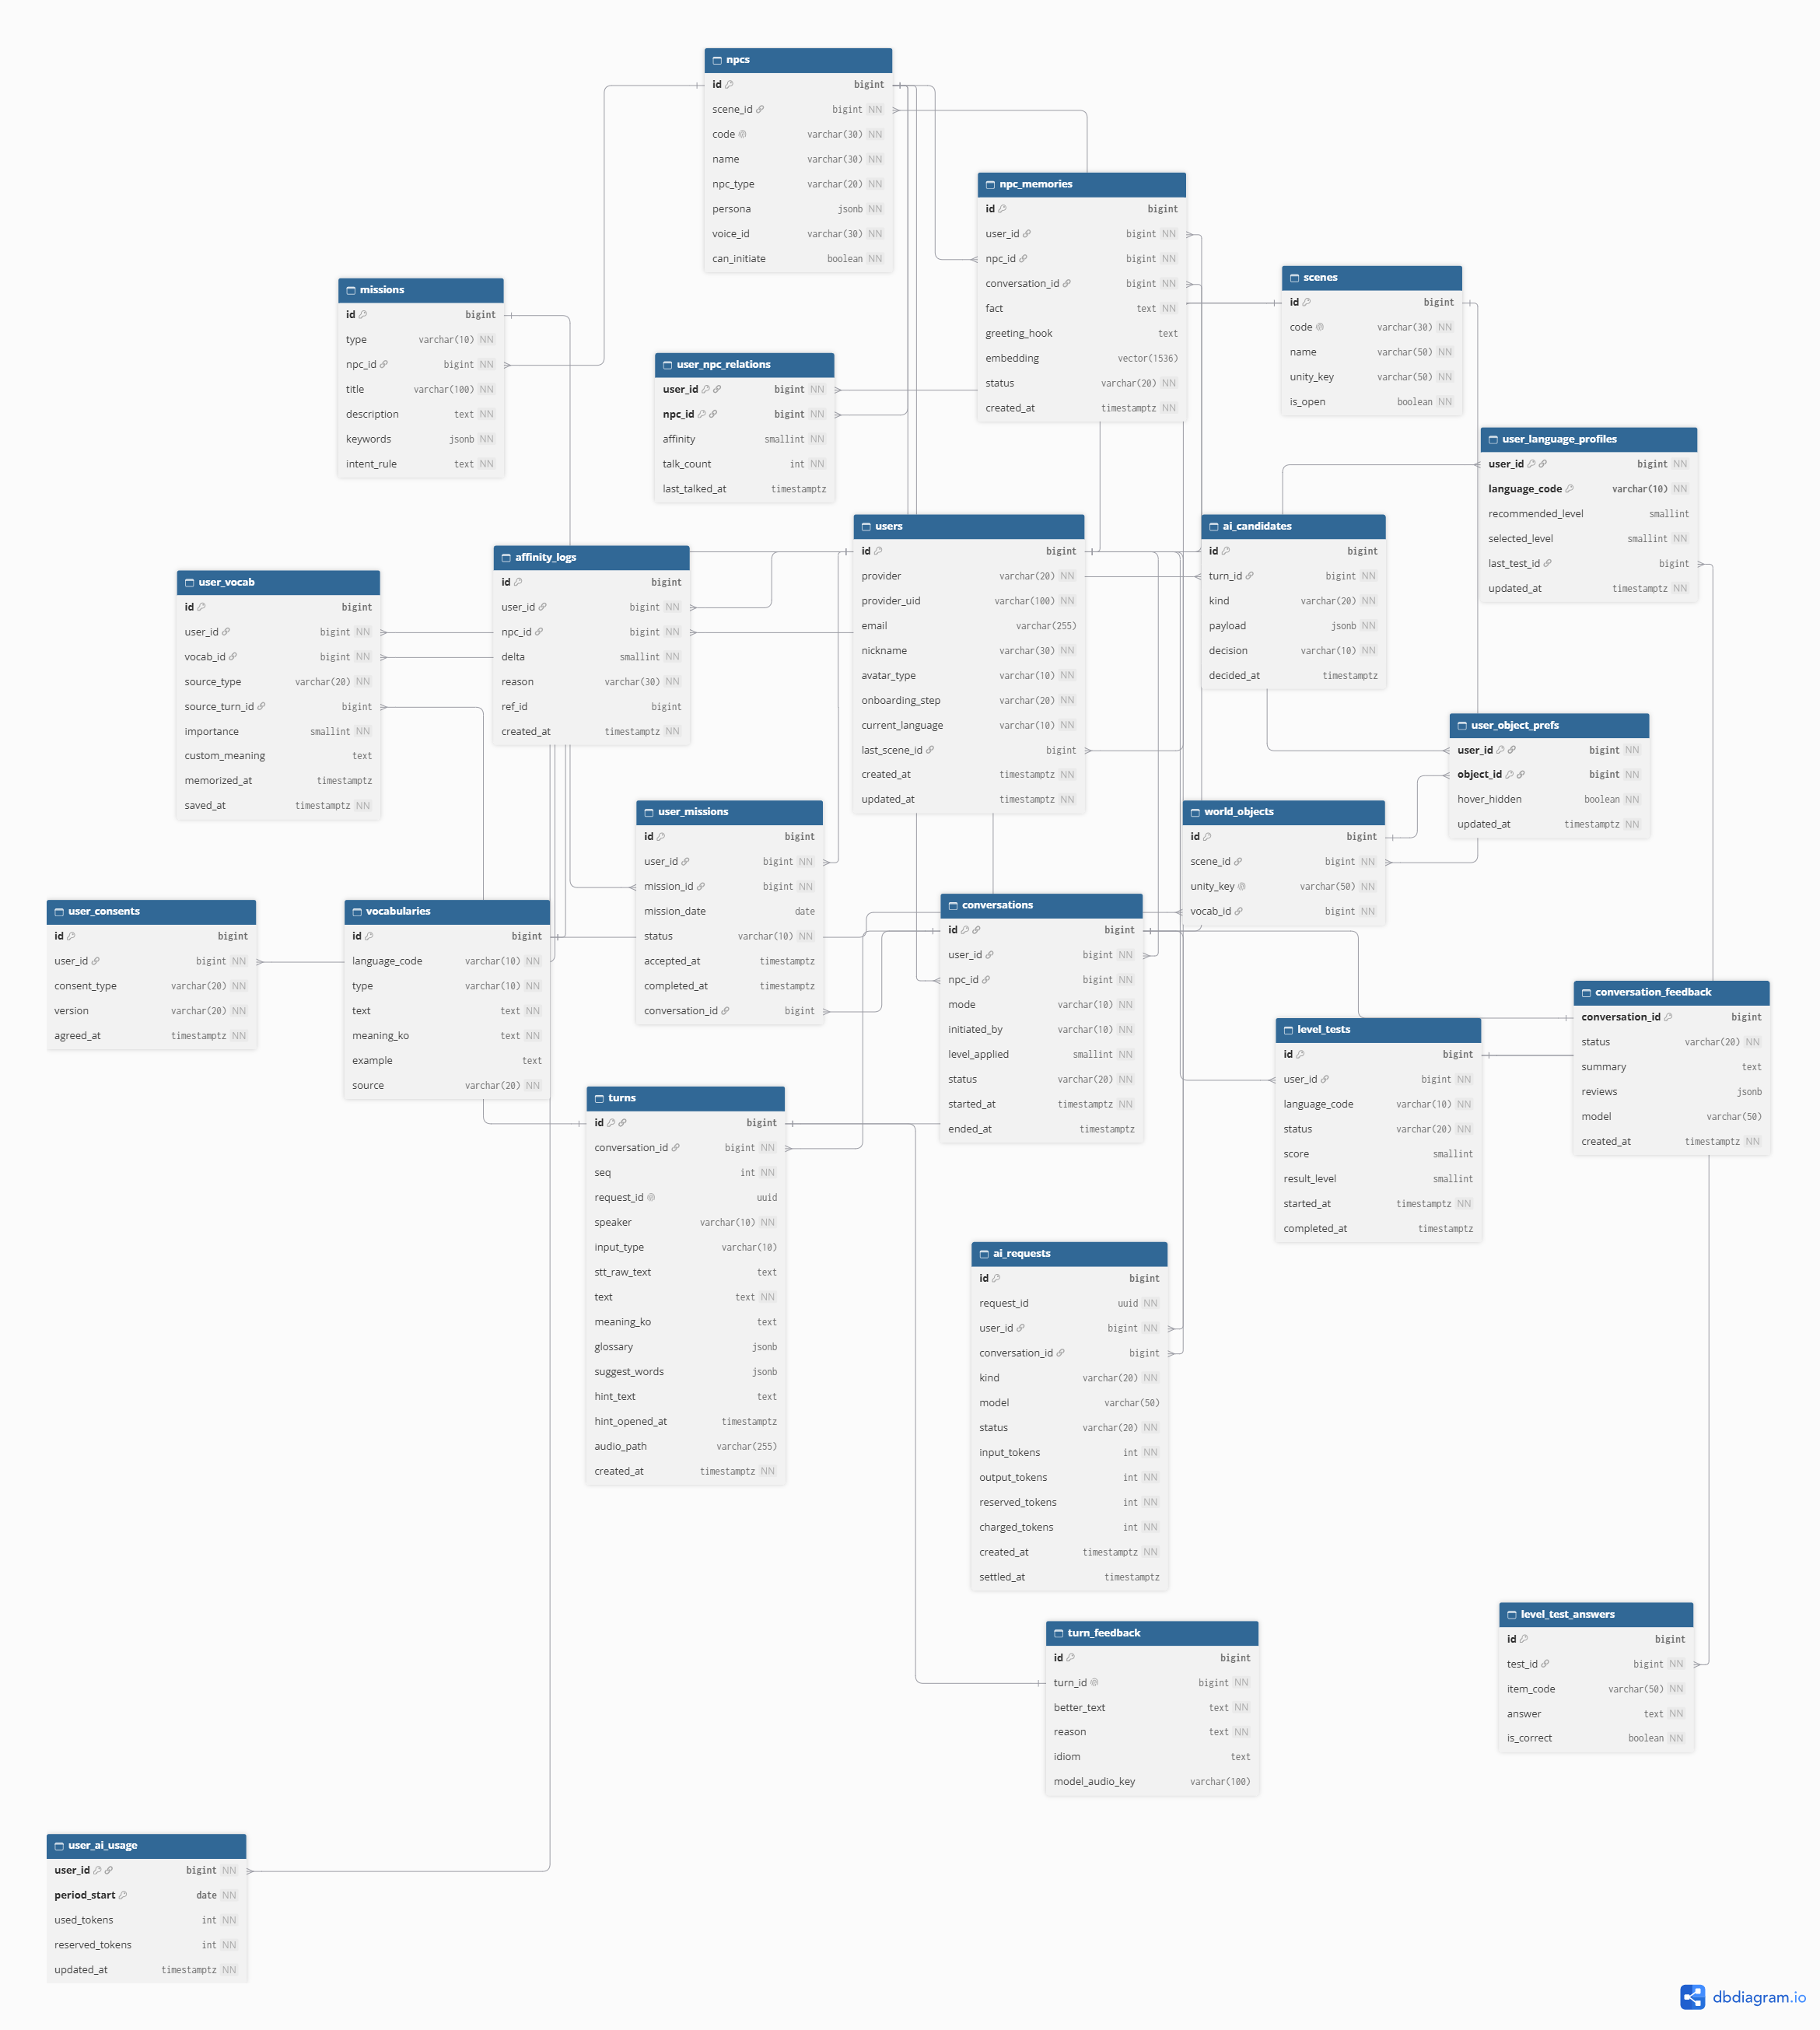 npcs
id bigint
scene_id bigint NN
code varchar(30) NN
name varchar(30) NN
npc_type varchar(20) NN
persona jsonb NN
voice_id varchar(30) NN
can_initiate boolean NN
npc_memories
id bigint
user_id bigint NN
npc_id bigint NN
conversation_id bigint NN
fact text NN
greeting_hook text
embedding vector(1536)
status varchar(20) NN
created_at timestamptz NN
scenes
id bigint
code varchar(30) NN
name varchar(50) NN
unity_key varchar(50) NN
is_open boolean NN
missions
id bigint
type varchar(10) NN
npc_id bigint NN
title varchar(100) NN
description text NN
keywords jsonb NN
intent_rule text NN
user_npc_relations
user_id bigint NN
npc_id bigint NN
affinity smallint NN
talk_count int NN
last_talked_at timestamptz
user_language_profiles
user_id bigint NN
language_code varchar(10) NN
recommended_level smallint
selected_level smallint NN
last_test_id bigint
updated_at timestamptz NN
users
id bigint
provider varchar(20) NN
provider_uid varchar(100) NN
email varchar(255)
nickname varchar(30) NN
avatar_type varchar(10) NN
onboarding_step varchar(20) NN
current_language varchar(10) NN
last_scene_id bigint
created_at timestamptz NN
updated_at timestamptz NN
ai_candidates
id bigint
turn_id bigint NN
kind varchar(20) NN
payload jsonb NN
decision varchar(10) NN
decided_at timestamptz
affinity_logs
id bigint
user_id bigint NN
npc_id bigint NN
delta smallint NN
reason varchar(30) NN
ref_id bigint
created_at timestamptz NN
user_vocab
id bigint
user_id bigint NN
vocab_id bigint NN
source_type varchar(20) NN
source_turn_id bigint
importance smallint NN
custom_meaning text
memorized_at timestamptz
saved_at timestamptz NN
user_object_prefs
user_id bigint NN
object_id bigint NN
hover_hidden boolean NN
updated_at timestamptz NN
user_missions
id bigint
user_id bigint NN
mission_id bigint NN
mission_date date
status varchar(10) NN
accepted_at timestamptz
completed_at timestamptz
conversation_id bigint
world_objects
id bigint
scene_id bigint NN
unity_key varchar(50) NN
vocab_id bigint NN
user_consents
id bigint
user_id bigint NN
consent_type varchar(20) NN
version varchar(20) NN
agreed_at timestamptz NN
vocabularies
id bigint
language_code varchar(10) NN
type varchar(10) NN
text text NN
meaning_ko text NN
example text
source varchar(20) NN
conversations
id bigint
user_id bigint NN
npc_id bigint NN
mode varchar(10) NN
initiated_by varchar(10) NN
level_applied smallint NN
status varchar(20) NN
started_at timestamptz NN
ended_at timestamptz
conversation_feedback
conversation_id bigint
status varchar(20) NN
summary text
reviews jsonb
model varchar(50)
created_at timestamptz NN
level_tests
id bigint
user_id bigint NN
language_code varchar(10) NN
status varchar(20) NN
score smallint
result_level smallint
started_at timestamptz NN
completed_at timestamptz
turns
id bigint
conversation_id bigint NN
seq int NN
request_id uuid
speaker varchar(10) NN
input_type varchar(10)
stt_raw_text text
text text NN
meaning_ko text
glossary jsonb
suggest_words jsonb
hint_text text
hint_opened_at timestamptz
audio_path varchar(255)
created_at timestamptz NN
ai_requests
id bigint
request_id uuid NN
user_id bigint NN
conversation_id bigint
kind varchar(20) NN
model varchar(50)
status varchar(20) NN
input_tokens int NN
output_tokens int NN
reserved_tokens int NN
charged_tokens int NN
created_at timestamptz NN
settled_at timestamptz
level_test_answers
id bigint
test_id bigint NN
item_code varchar(50) NN
answer text NN
is_correct boolean NN
turn_feedback
id bigint
turn_id bigint NN
better_text text NN
reason text NN
idiom text
model_audio_key varchar(100)
user_ai_usage
user_id bigint NN
period_start date NN
used_tokens int NN
reserved_tokens int NN
updated_at timestamptz NN
dbdiagram.io